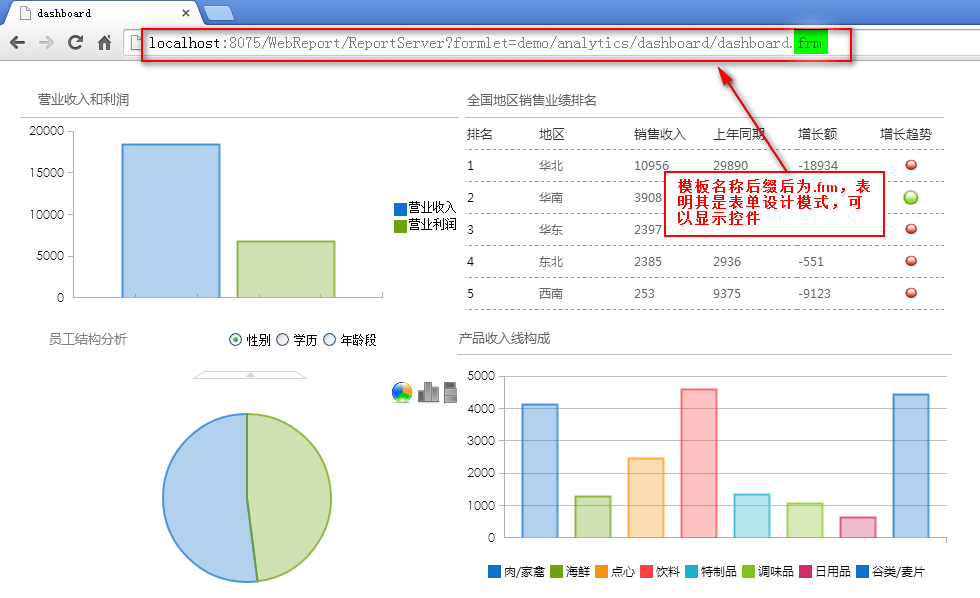 dashboard
localhost:8075/WebReport/ReportServer?formlet=demo/analytics/dashboard/dashboard.frm
营业收入和利润
20000
15000
10000
5000
0
营业收入
营业利润
全国地区销售业绩排名
排名 地区 销售收入 上年同期 增长额 增长趋势
1 华北 10956 29890 -18934
2 华南 3908
3 华东 2397
4 东北 2385 2936 -551
5 西南 253 9375 -9123
模板名称后缀后为.frm，表
明其是表单设计模式，可
以显示控件
员工结构分析 性别 学历 年龄段
产品收入线构成
5000
4000
3000
2000
1000
0
肉/家禽 海鲜 点心 饮料 特制品 调味品 日用品 谷类/麦片